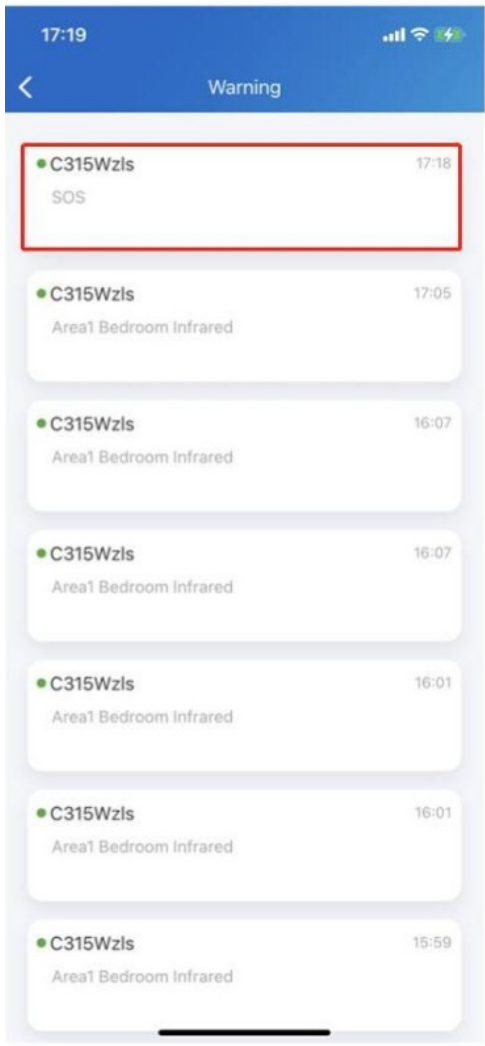 17:19
Warning
C315Wzls 17:18
SOS
C315Wzls 17:05
Area1 Bedroom Infrared
C315Wzls 16:07
Area1 Bedroom Infrared
C315Wzls 16:07
Area1 Bedroom Infrared
C315Wzls 16:01
Area1 Bedroom Infrared
C315Wzls 16:01
Area1 Bedroom Infrared
C315Wzls 15:59
Area1 Bedroom Infrared